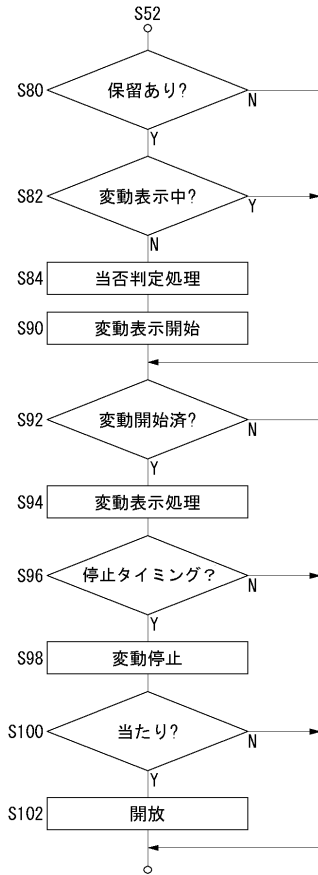 S52
S80 保留あり?
N
Y
S82 変動表示中?
Y
N
S84 当否判定処理
S90 変動表示開始
S92 変動開始済?
N
Y
S94 変動表示処理
S96 停止タイミング?
N
Y
S98 変動停止
S100 当たり?
N
Y
S102 開放